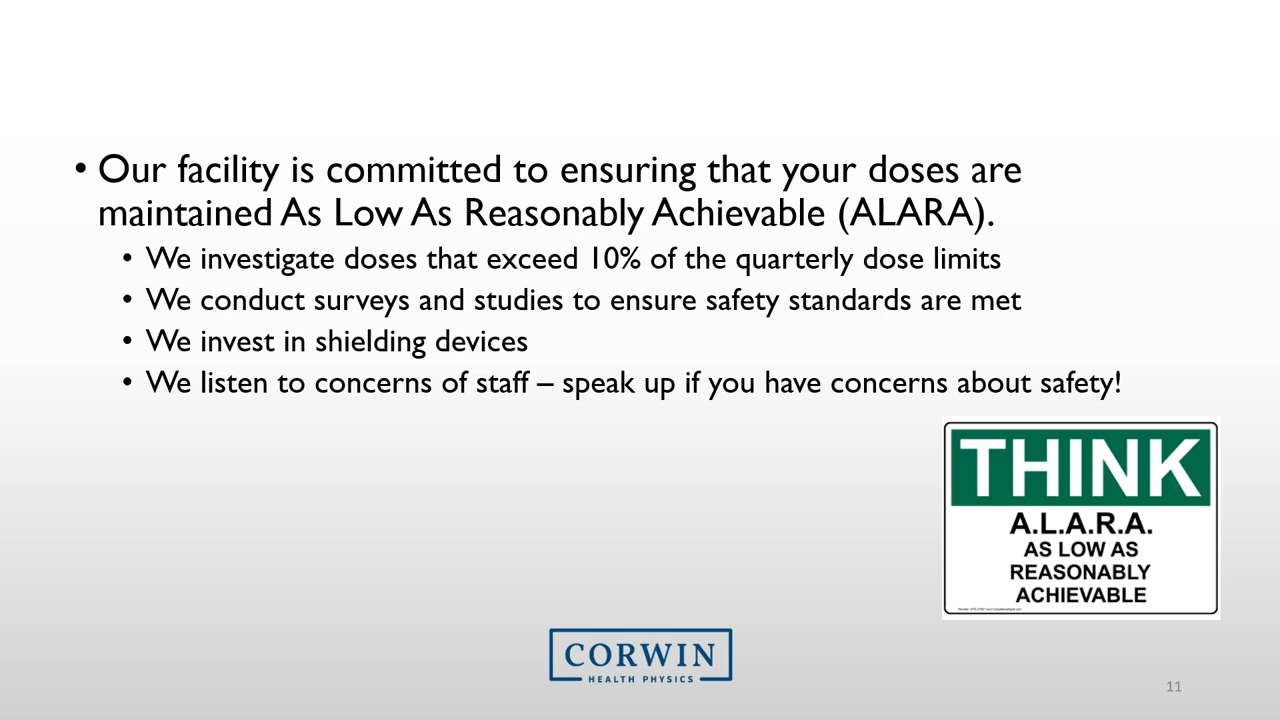 • Our facility is committed to ensuring that your doses are
maintained As Low As Reasonably Achievable (ALARA).
• We investigate doses that exceed 10% of the quarterly dose limits
• We conduct surveys and studies to ensure safety standards are met
• We invest in shielding devices
• We listen to concerns of staff – speak up if you have concerns about safety!
THINK
A.L.A.R.A.
AS LOW AS
REASONABLY
ACHIEVABLE
CORWIN
HEALTH PHYSICS
11